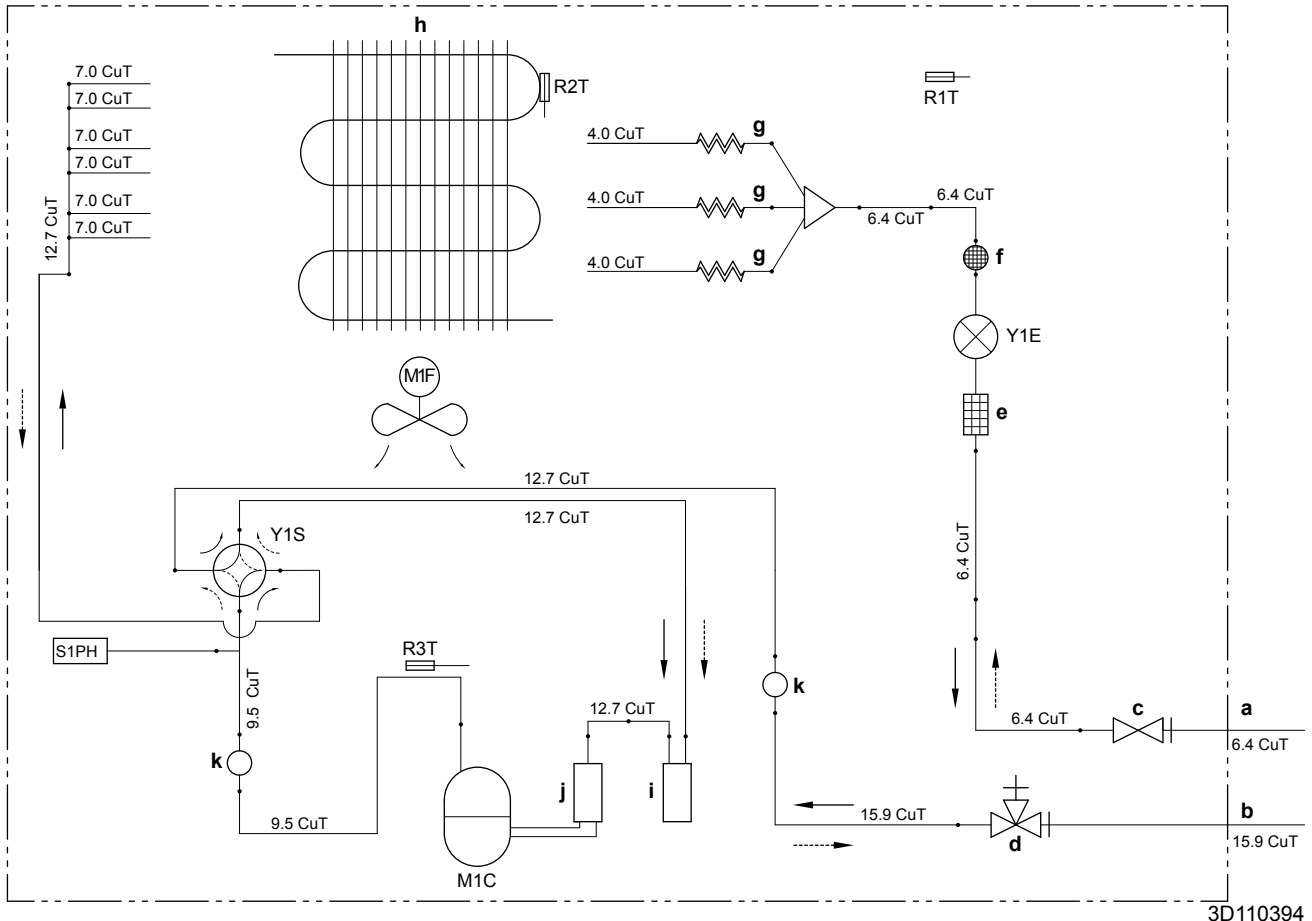 h
7.0 CuT
7.0 CuT
7.0 CuT
7.0 CuT
7.0 CuT
7.0 CuT
12.7 CuT
R2T
R1T
4.0 CuT
g
4.0 CuT
g
4.0 CuT
g
6.4 CuT
6.4 CuT
f
Y1E
e
M1F
12.7 CuT
12.7 CuT
Y1S
6.4 CuT
S1PH
R3T
9.5 CuT
k
k
12.7 CuT
6.4 CuT
c
a
6.4 CuT
j
i
9.5 CuT
M1C
15.9 CuT
d
b
15.9 CuT
3D110394